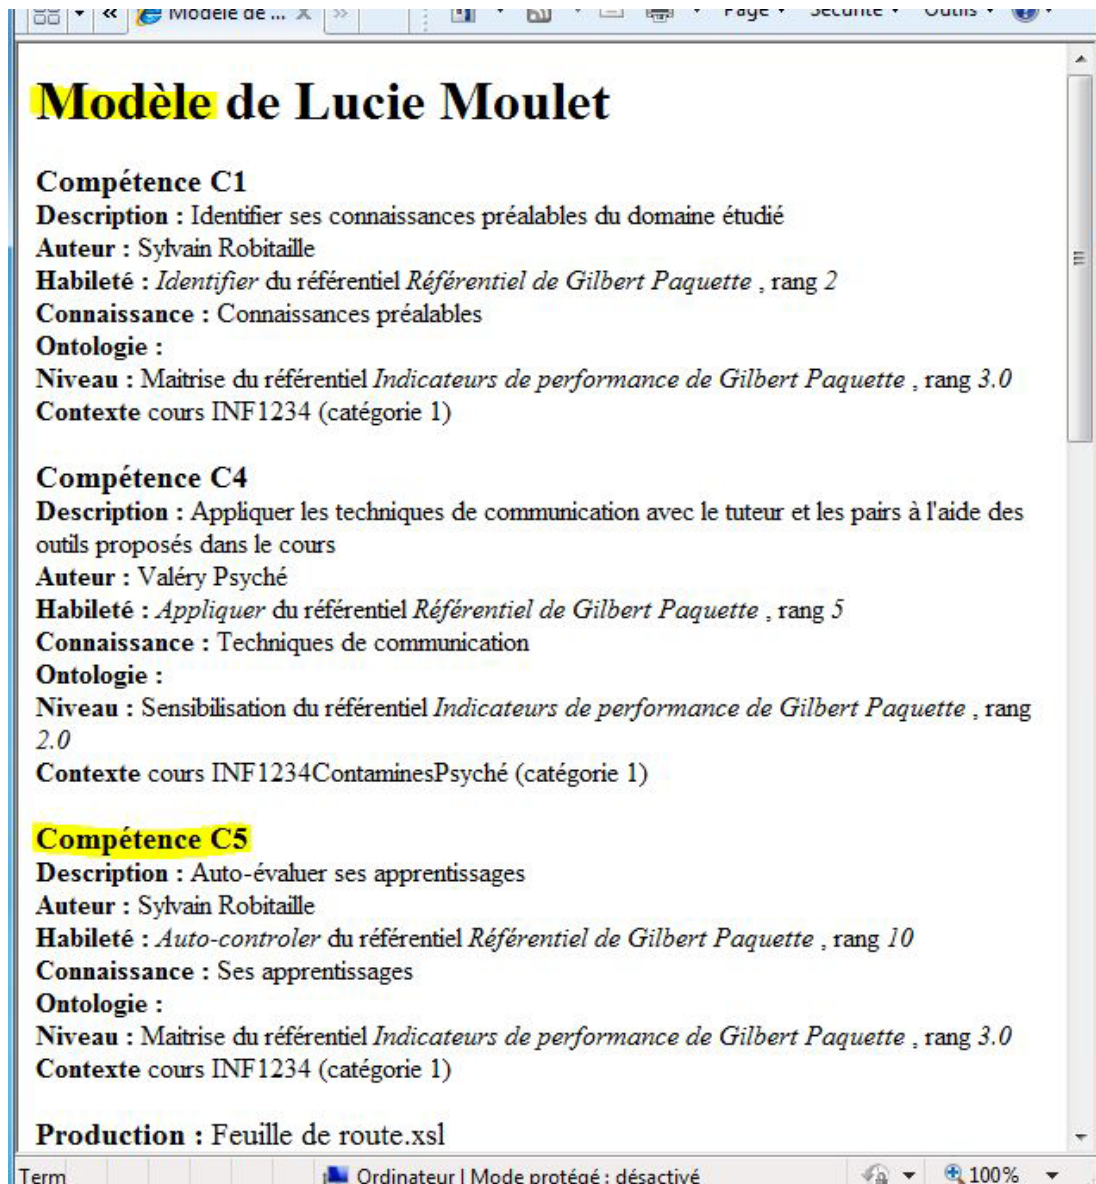 Modèle de ... X
Page Sécurité Outils
Modèle de Lucie Moulet
Compétence C1
Description : Identifier ses connaissances préalables du domaine étudié
Auteur : Sylvain Robitaille
Habileté : Identifier du référentiel Référentiel de Gilbert Paquette , rang 2
Connaissance : Connaissances préalables
Ontologie :
Niveau : Maitrise du référentiel Indicateurs de performance de Gilbert Paquette , rang 3.0
Contexte cours INF1234 (catégorie 1)
Compétence C4
Description : Appliquer les techniques de communication avec le tuteur et les pairs à l'aide des
outils proposés dans le cours
Auteur : Valéry Psyché
Habileté : Appliquer du référentiel Référentiel de Gilbert Paquette , rang 5
Connaissance : Techniques de communication
Ontologie :
Niveau : Sensibilisation du référentiel Indicateurs de performance de Gilbert Paquette , rang
2.0
Contexte cours INF1234ContaminesPsyché (catégorie 1)
Compétence C5
Description : Auto-évaluer ses apprentissages
Auteur : Sylvain Robitaille
Habileté : Auto-controler du référentiel Référentiel de Gilbert Paquette , rang 10
Connaissance : Ses apprentissages
Ontologie :
Niveau : Maitrise du référentiel Indicateurs de performance de Gilbert Paquette , rang 3.0
Contexte cours INF1234 (catégorie 1)
Production : Feuille de route.xsl
Term Ordinateur | Mode protégé : désactivé 100%